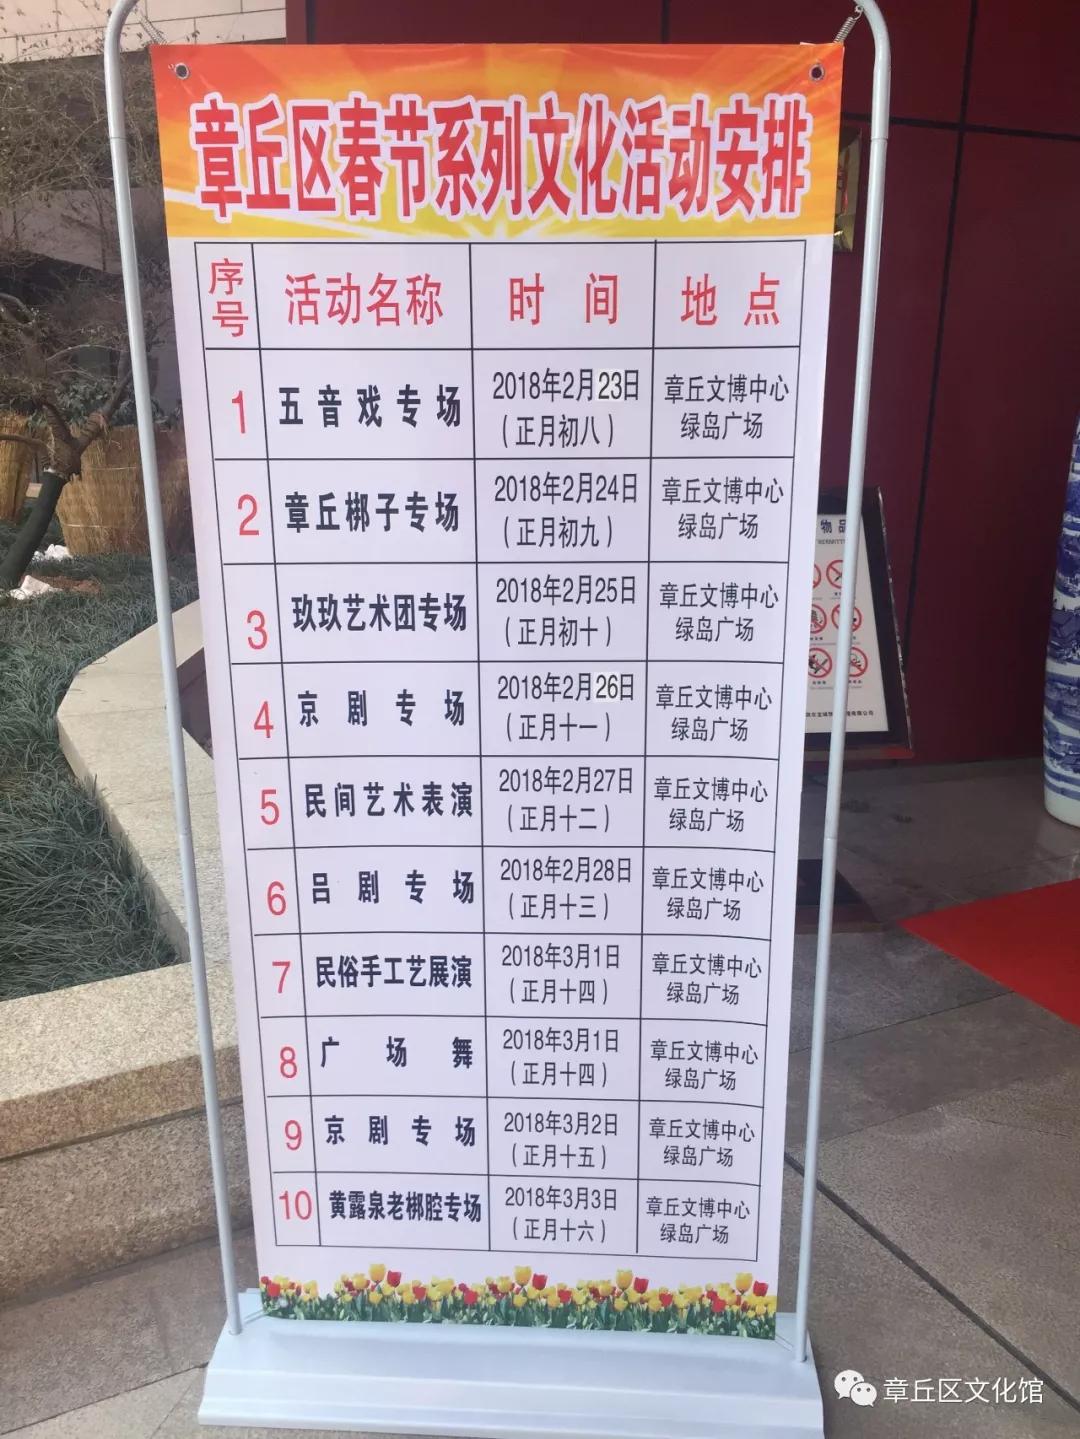 章丘区春节系列文化活动安排
序号 活动名称 时 间 地 点
1 五音戏专场 2018年2月23日 章丘文博中心
(正月初八) 绿岛广场
2 章丘梆子专场 2018年2月24日 章丘文博中心
(正月初九) 绿岛广场
3 玖玖艺术团专场 2018年2月25日 章丘文博中心
(正月初十) 绿岛广场
4 京剧专场 2018年2月26日 章丘文博中心
(正月十一) 绿岛广场
5 民间艺术表演 2018年2月27日 章丘文博中心
(正月十二) 绿岛广场
6 吕剧专场 2018年2月28日 章丘文博中心
(正月十三) 绿岛广场
7 民俗手工艺展演 2018年3月1日 章丘文博中心
(正月十四) 绿岛广场
8 广场舞 2018年3月1日 章丘文博中心
(正月十四) 绿岛广场
9 京剧专场 2018年3月2日 章丘文博中心
(正月十五) 绿岛广场
10 黄露泉老梆腔专场 2018年3月3日 章丘文博中心
(正月十六) 绿岛广场
物品
章丘区文化馆